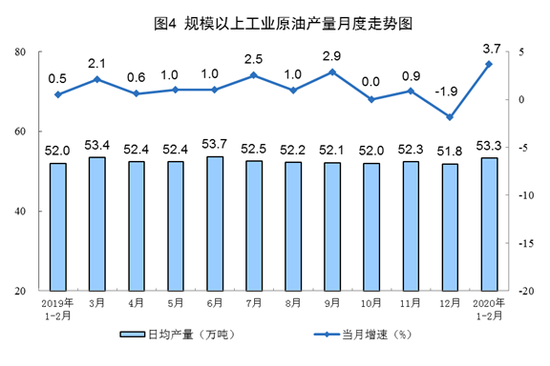 图4 规模以上工业原油产量月度走势图
80
60
40
20
5
0
-5
-10
-15
-20
0.5
2.1
0.6
1.0
1.0
2.5
1.0
2.9
0.0
0.9
-1.9
3.7
52.0
53.4
52.4
52.4
53.7
52.5
52.2
52.1
52.0
52.3
51.8
53.3
2019年
1-2月
3月
4月
5月
6月
7月
8月
9月
10月
11月
12月
2020年
1-2月
日均产量（万吨）
当月增速（%）